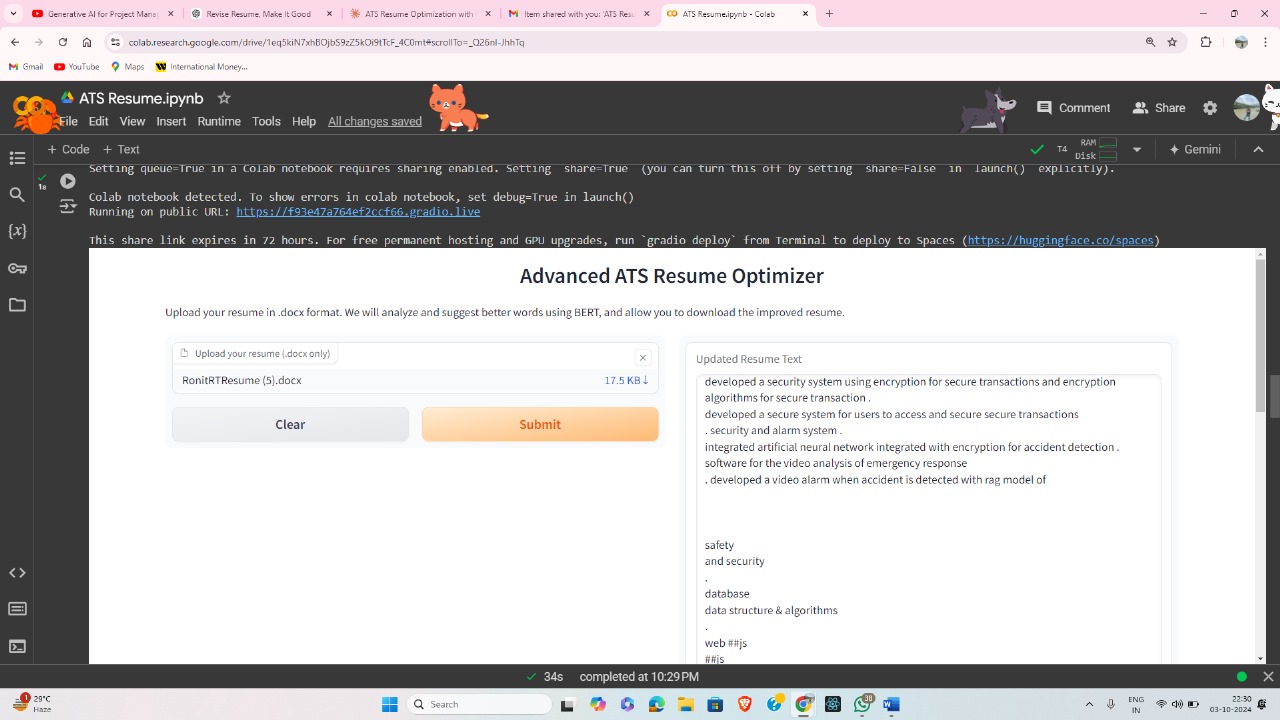 Generative AI for Project Manag
Revise Resume, Make It Good
ATS Resume Optimization with
Item shared with you: 'ATS Resu
ATS Resume.ipynb - Colab
colab.research.google.com/drive/1eq5kiN7xhBOjbS9zZ5kOi9tTcF_4C0mt#scrollTo=_O26nI-JhhTq
Gmail
YouTube
Maps
International Money...
ATS Resume.ipynb
File Edit View Insert Runtime Tools Help All changes saved
Comment
Share
+ Code + Text
T4
RAM
Disk
Gemini
1s
Setting queue=True in a Colab notebook requires sharing enabled. Setting `share=True` (you can turn this off by setting `share=False` in `launch()` explicitly).
Colab notebook detected. To show errors in colab notebook, set debug=True in launch()
Running on public URL: https://f93e47a764ef2ccf66.gradio.live
This share link expires in 72 hours. For free permanent hosting and GPU upgrades, run `gradio deploy` from Terminal to deploy to Spaces (https://huggingface.co/spaces)
Advanced ATS Resume Optimizer
Upload your resume in .docx format. We will analyze and suggest better words using BERT, and allow you to download the improved resume.
Upload your resume (.docx only)
RonitRTResume (5).docx
17.5 KB↓
Clear
Submit
Updated Resume Text
developed a security system using encryption for secure transactions and encryption
algorithms for secure transaction .
developed a secure system for users to access and secure secure transactions
. security and alarm system .
integrated artificial neural network integrated with encryption for accident detection .
software for the video analysis of emergency response
. developed a video alarm when accident is detected with rag model of
safety
and security
.
database
data structure & algorithms
.
web ##js
##js
34s completed at 10:29 PM
1
29°C
Haze
Search
38
ENG
IN
22:30
03-10-2024